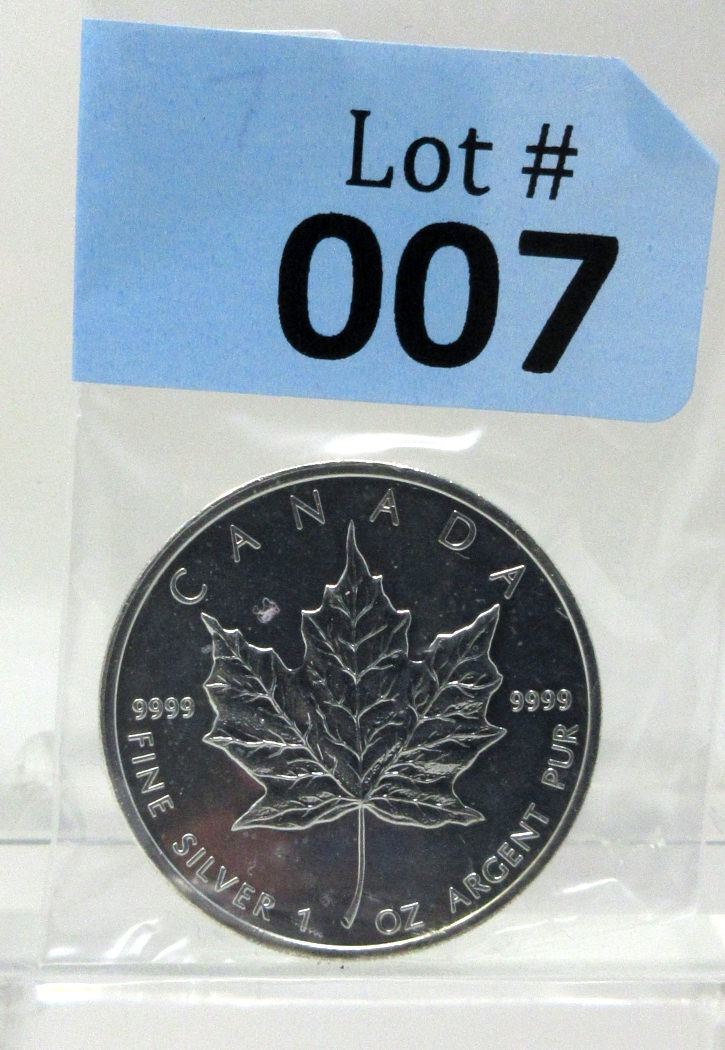 Lot #
007
CANADA
9999 9999
FINE SILVER 1 OZ ARGENT PUR